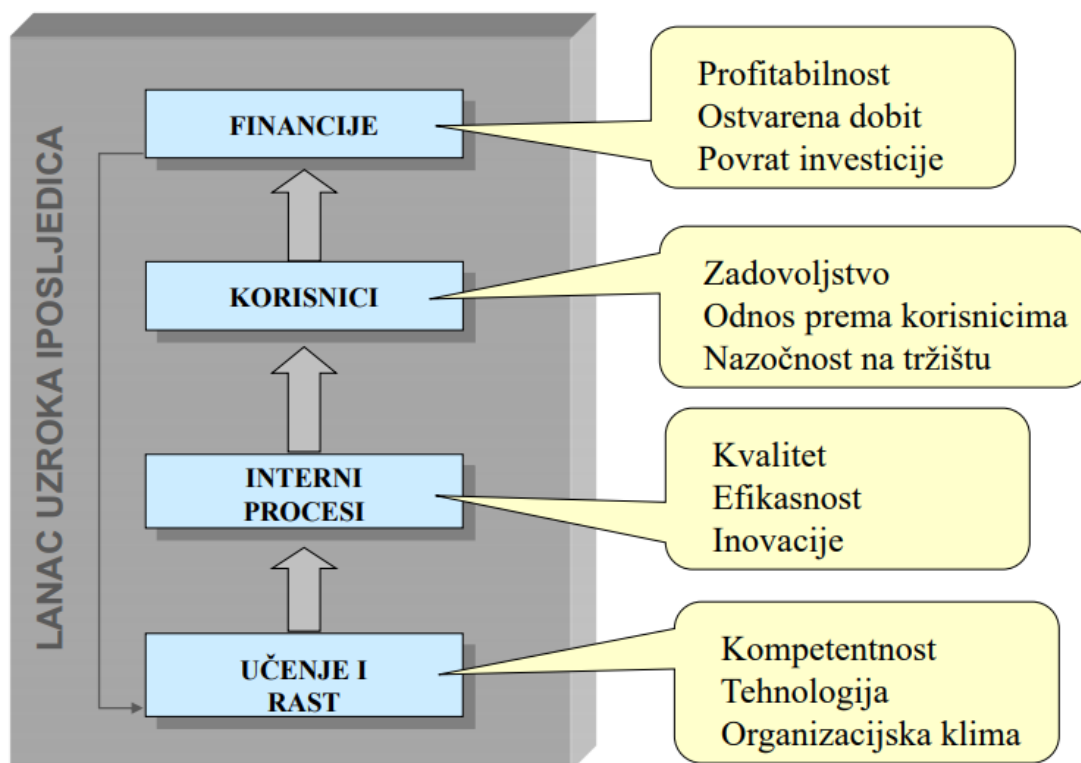 LANAC UZROKA IPOSLJEDICA
FINANCIJE
Profitabilnost
Ostvarena dobit
Povrat investicije
KORISNICI
Zadovoljstvo
Odnos prema korisnicima
Nazočnost na tržištu
INTERNI
PROCESI
Kvalitet
Efikasnost
Inovacije
UČENJE I
RAST
Kompetentnost
Tehnologija
Organizacijska klima